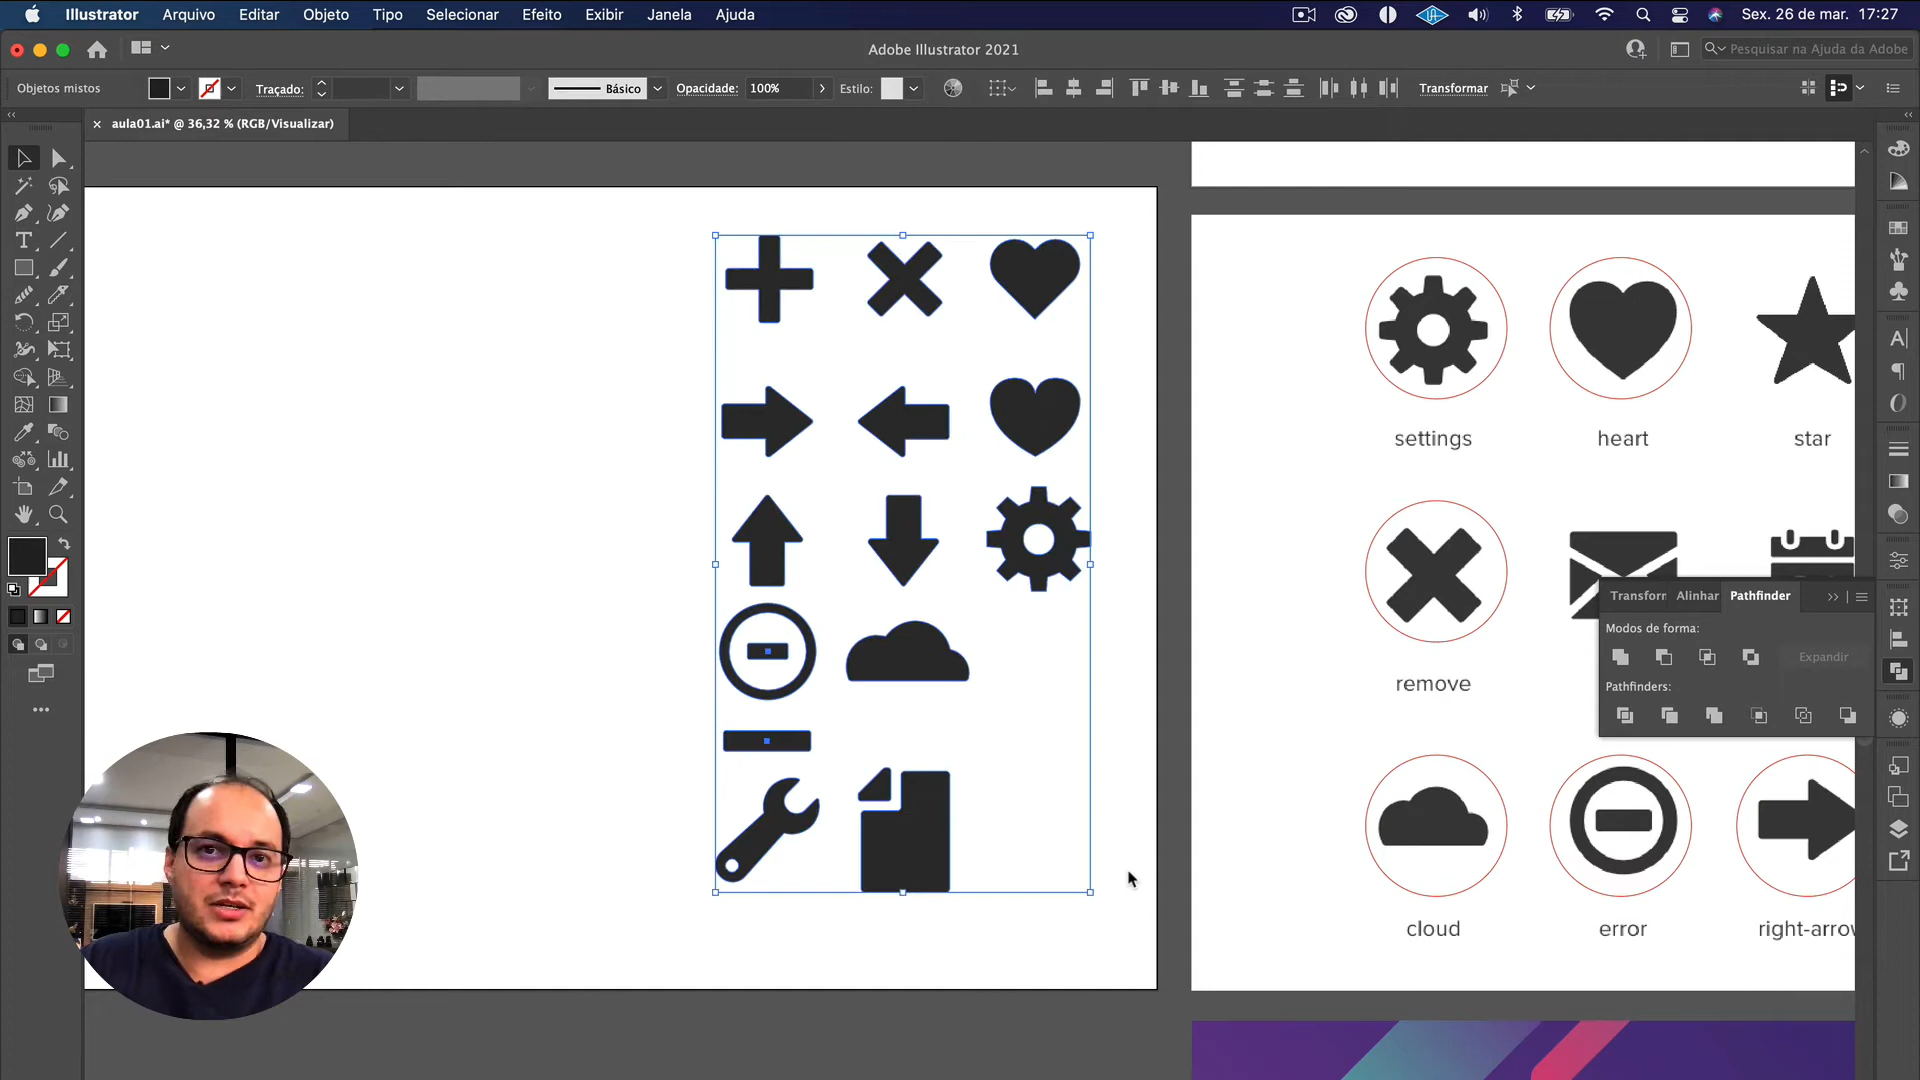 Illustrator Arquivo Editar Objeto Tipo Selecionar Efeito Exibir Janela Ajuda Sex. 26 de mar. 17:27
Adobe Illustrator 2021 Pesquisar na Ajuda da Adobe
Objetos mistos Traçado: Básico Opacidade: 100% Estilo: Transformar
aula01.ai* @ 36,32 % (RGB/Visualizar)
settings heart star
Transform Alinhar Pathfinder
Modos de forma:
Expandir
Pathfinders:
remove
cloud error right-arrow